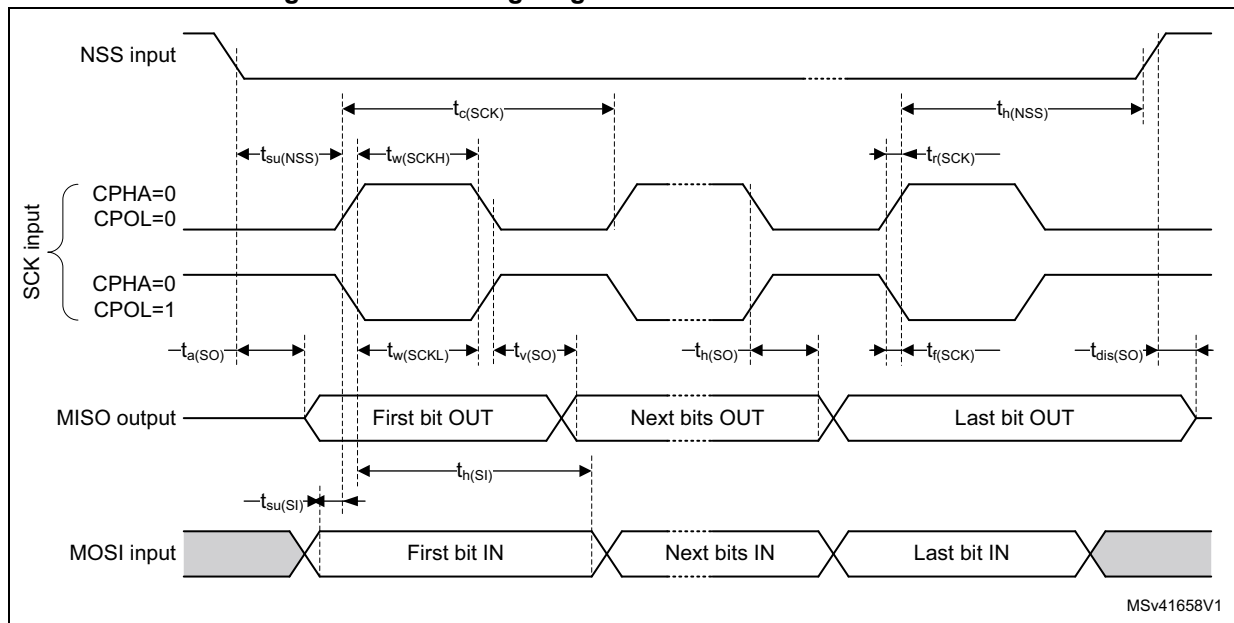 NSS input
tc(SCK)
th(NSS)
tsu(NSS)
tw(SCKH)
tr(SCK)
SCK input
CPHA=0
CPOL=0
CPHA=0
CPOL=1
ta(SO)
tw(SCKL)
tv(SO)
th(SO)
tf(SCK)
tdis(SO)
MISO output
First bit OUT
Next bits OUT
Last bit OUT
th(SI)
tsu(SI)
MOSI input
First bit IN
Next bits IN
Last bit IN
MSv41658V1